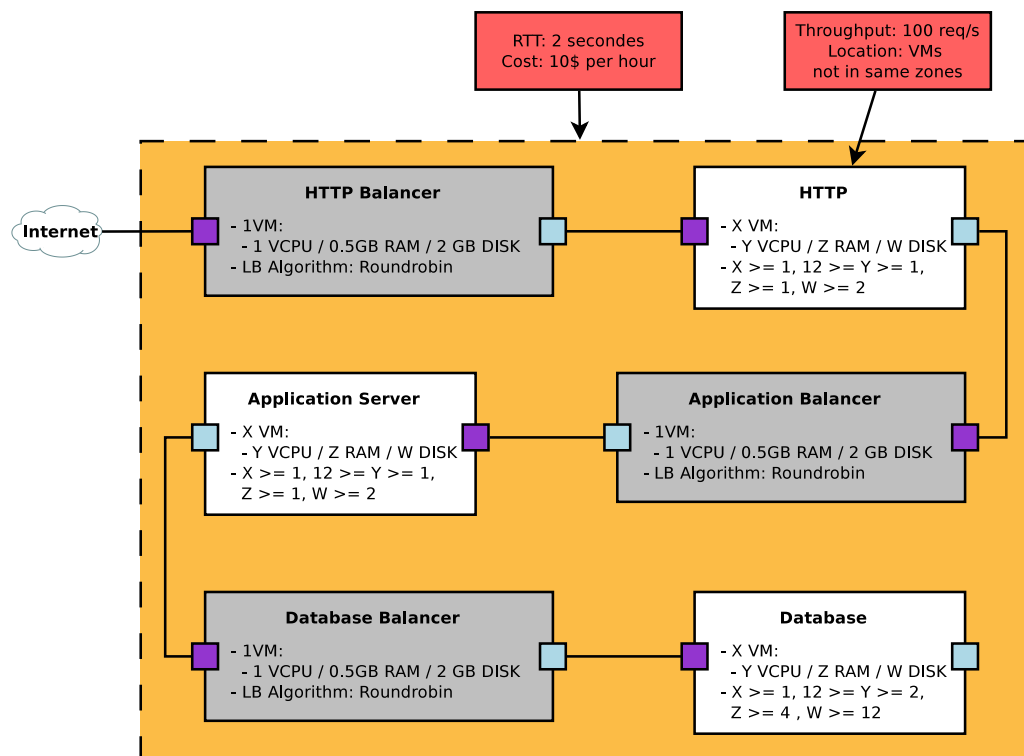 RTT: 2 secondes
Cost: 10$ per hour
Throughput: 100 req/s
Location: VMs
not in same zones
Internet
HTTP Balancer
- 1VM:
- 1 VCPU / 0.5GB RAM / 2 GB DISK
- LB Algorithm: Roundrobin
HTTP
- X VM:
- Y VCPU / Z RAM / W DISK
- X >= 1, 12 >= Y >= 1,
Z >= 1, W >= 2
Application Server
- X VM:
- Y VCPU / Z RAM / W DISK
- X >= 1, 12 >= Y >= 1,
Z >= 1, W >= 2
Application Balancer
- 1VM:
- 1 VCPU / 0.5GB RAM / 2 GB DISK
- LB Algorithm: Roundrobin
Database Balancer
- 1VM:
- 1 VCPU / 0.5GB RAM / 2 GB DISK
- LB Algorithm: Roundrobin
Database
- X VM:
- Y VCPU / Z RAM / W DISK
- X >= 1, 12 >= Y >= 2,
Z >= 4 , W >= 12